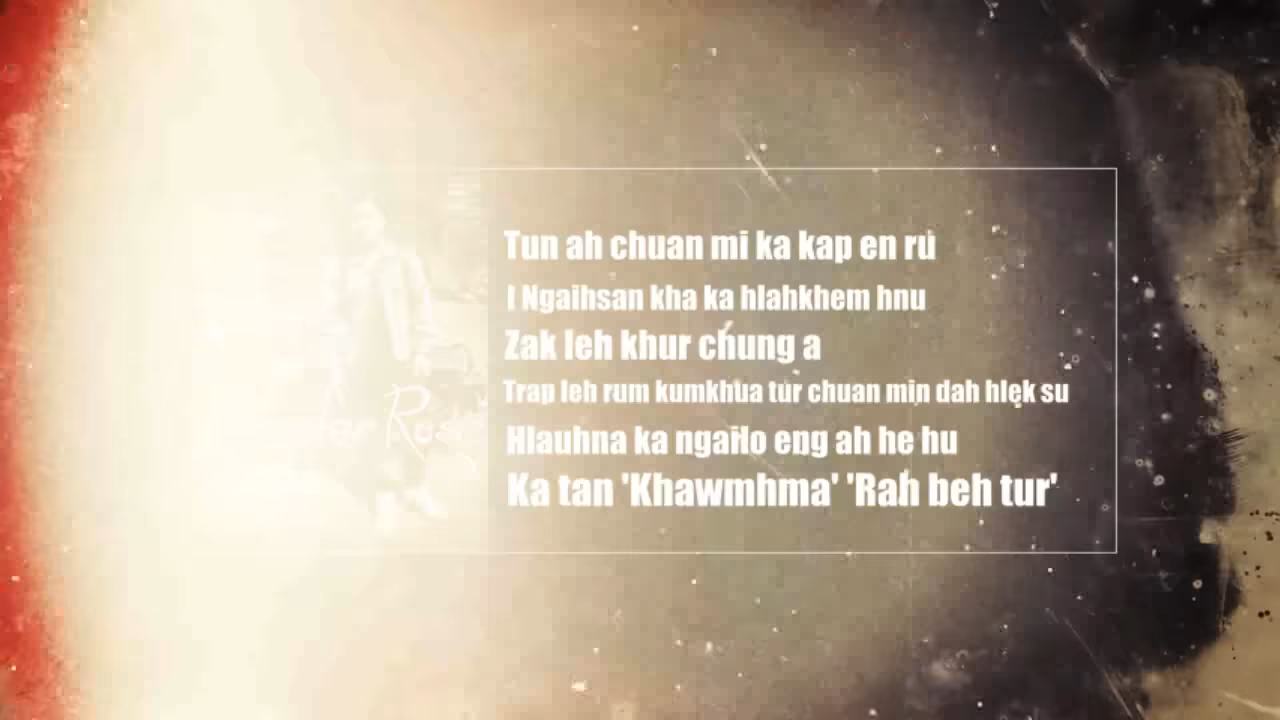 Tun ah chuan mi ka kap en ru
I Ngaihsan kha ka hlahkhem hnu
Zak leh khur chung a
Trap leh rum kumkhua tur chuan min dah hlek su
Hlauhna ka ngailo eng ah he hu
Ka tan 'Khawmhma' 'Rah beh tur'